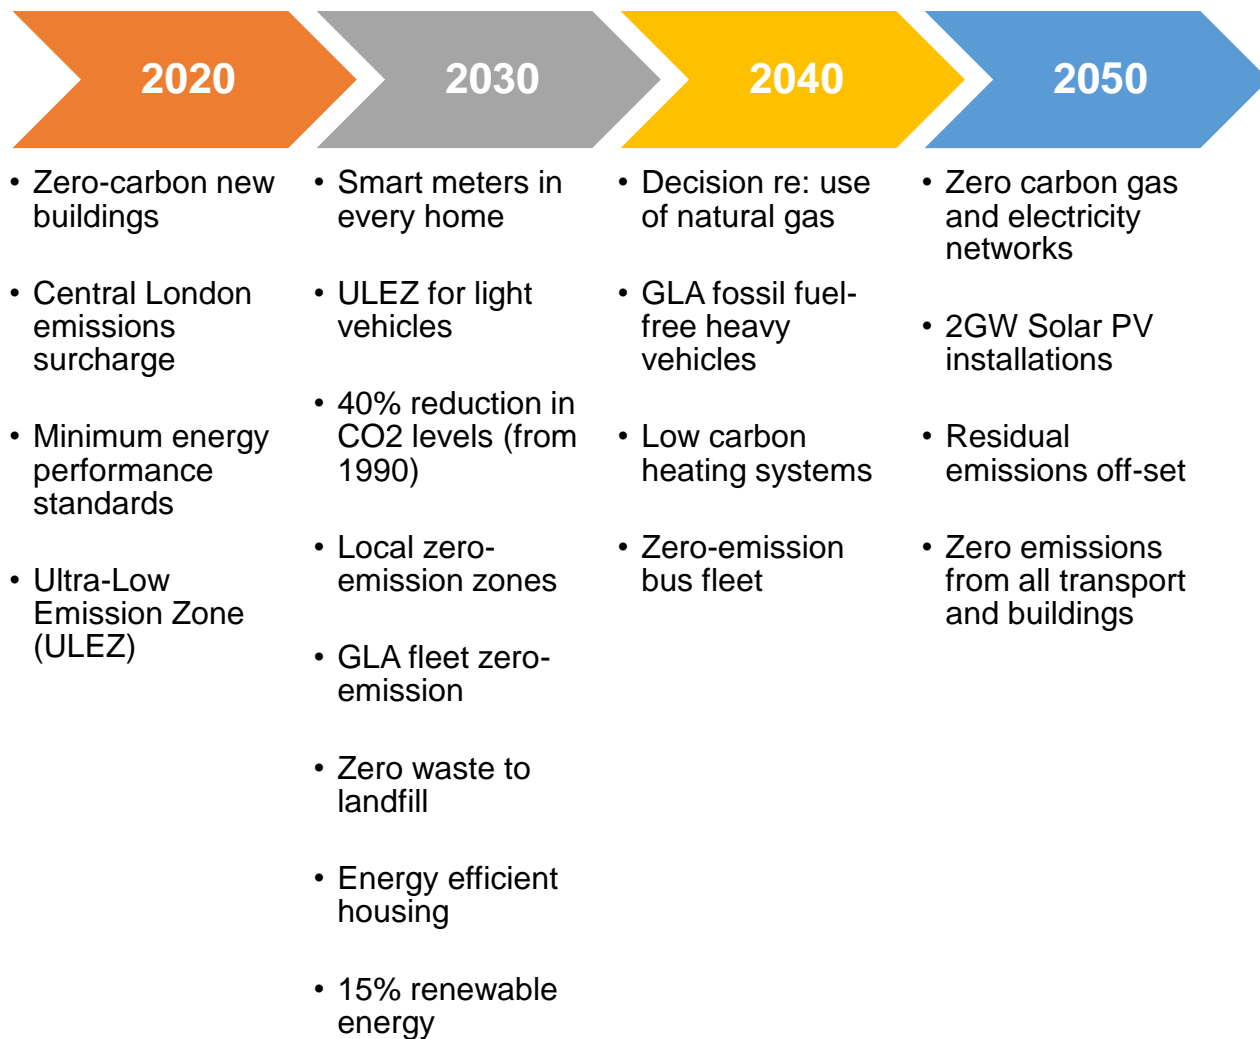 2020
• Zero-carbon new
buildings
• Central London
emissions
surcharge
• Minimum energy
performance
standards
• Ultra-Low
Emission Zone
(ULEZ)
2030
• Smart meters in
every home
• ULEZ for light
vehicles
• 40% reduction in
CO2 levels (from
1990)
• Local zero-
emission zones
• GLA fleet zero-
emission
• Zero waste to
landfill
• Energy efficient
housing
• 15% renewable
energy
2040
• Decision re: use
of natural gas
• GLA fossil fuel-
free heavy
vehicles
• Low carbon
heating systems
• Zero-emission
bus fleet
2050
• Zero carbon gas
and electricity
networks
• 2GW Solar PV
installations
• Residual
emissions off-set
• Zero emissions
from all transport
and buildings